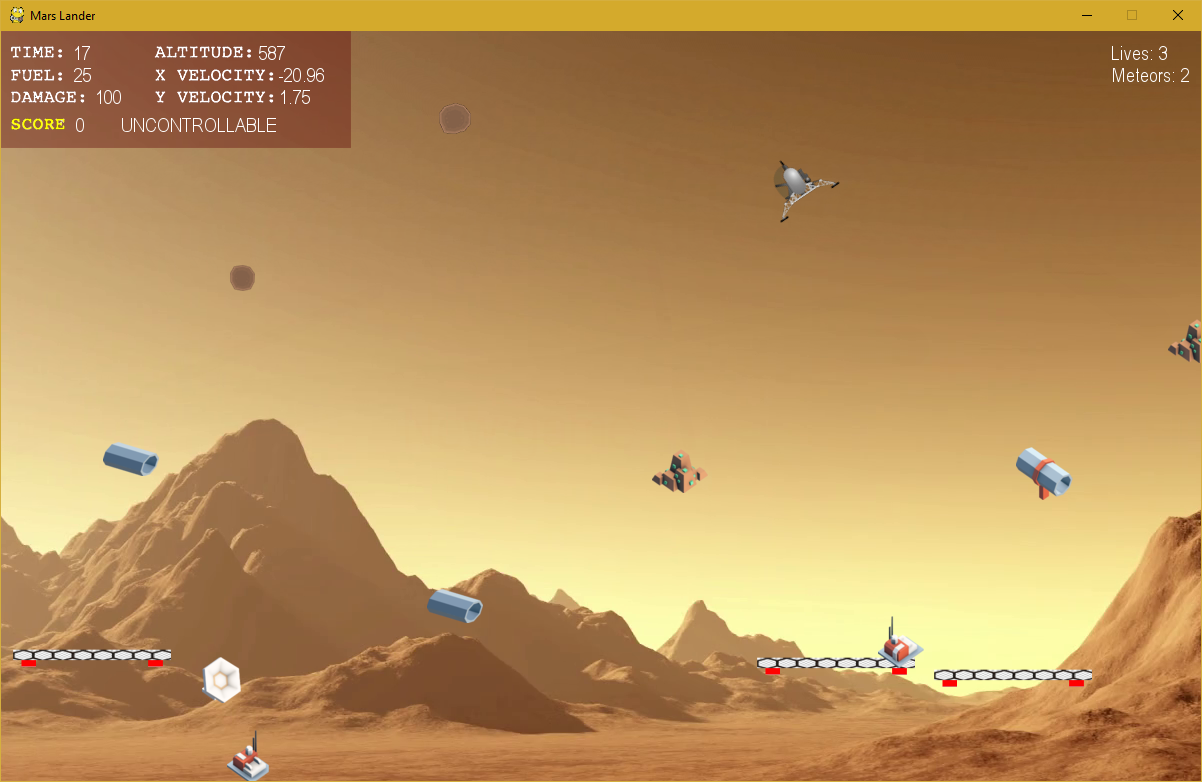 Mars Lander
TIME: 17 ALTITUDE: 587
FUEL: 25 X VELOCITY: -20.96
DAMAGE: 100 Y VELOCITY: 1.75
SCORE 0 UNCONTROLLABLE
Lives: 3
Meteors: 2